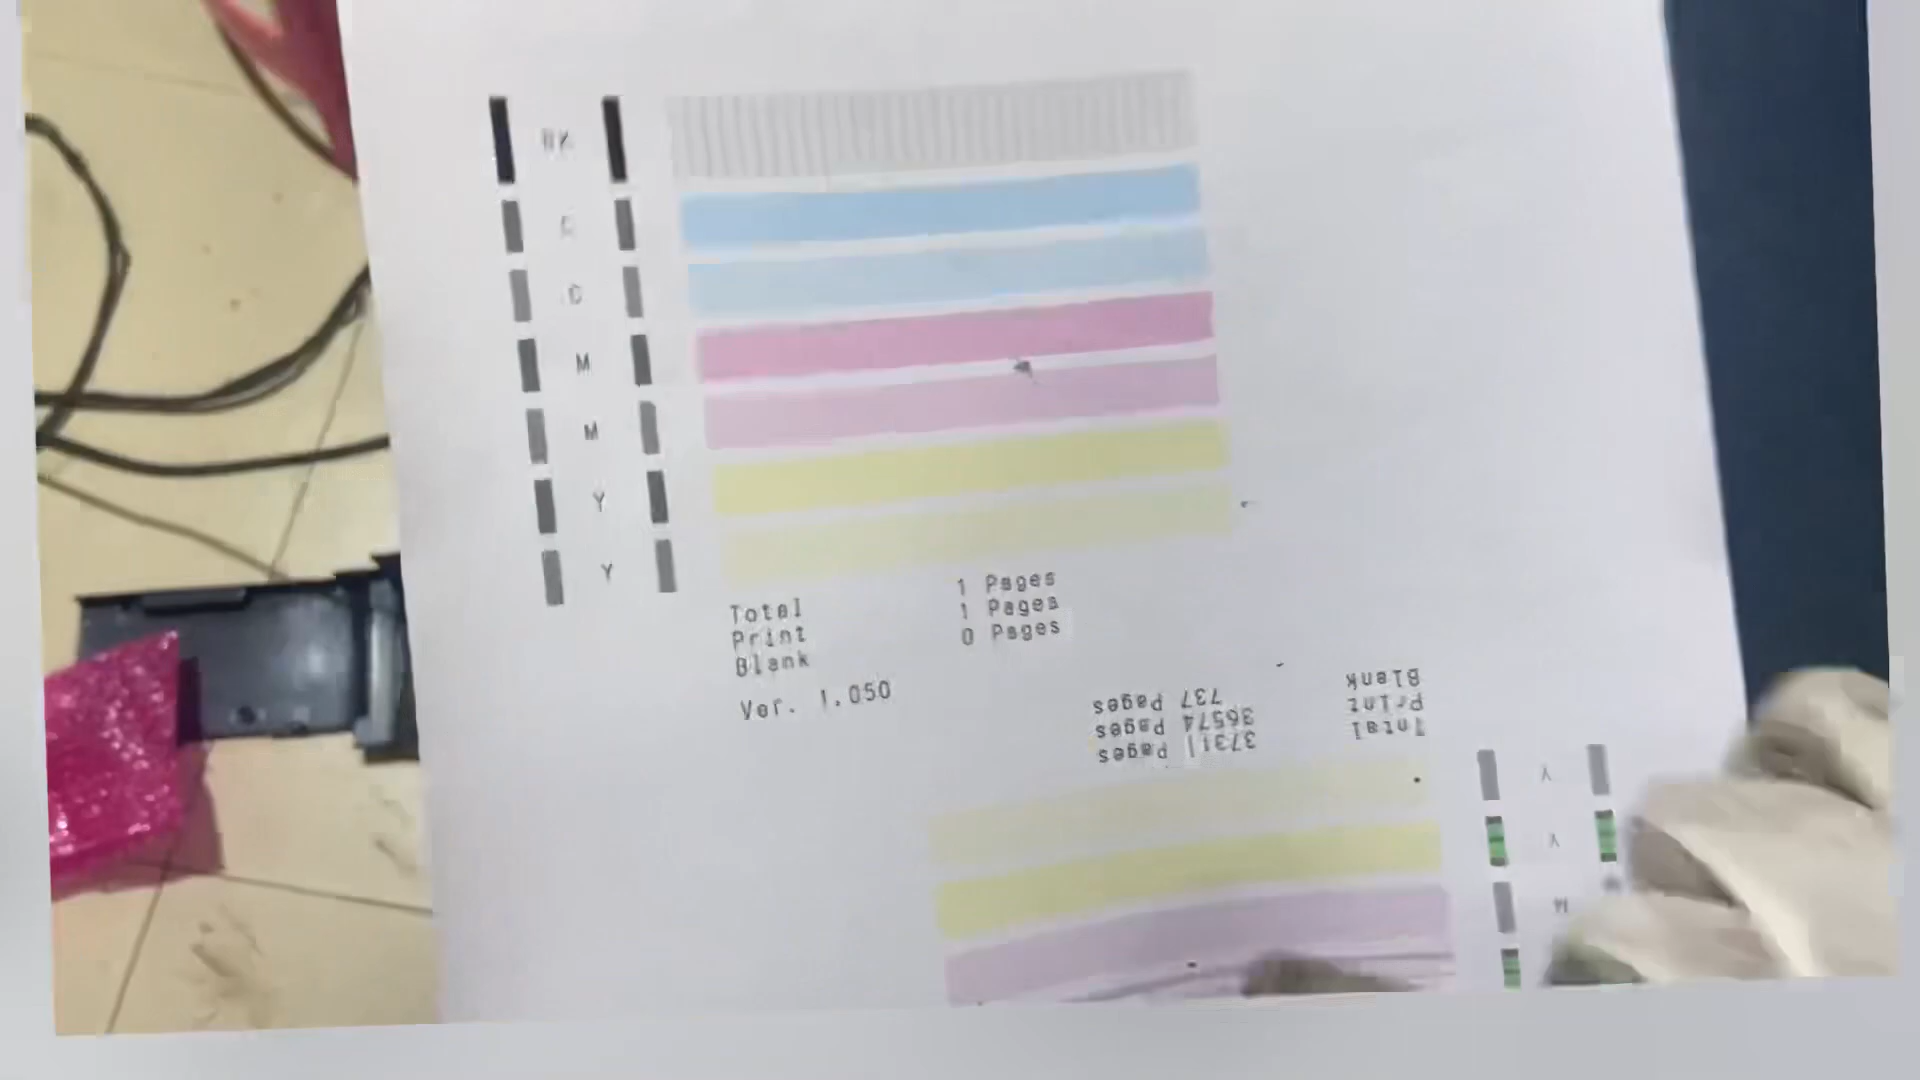 BK
C
C
M
M
Y
Y
Total 1 Pages
Print 1 Pages
Blank 0 Pages
Ver. 1.050
Y
Y
M
Total 37311 Pages
Print 36574 Pages
Blank 737 Pages